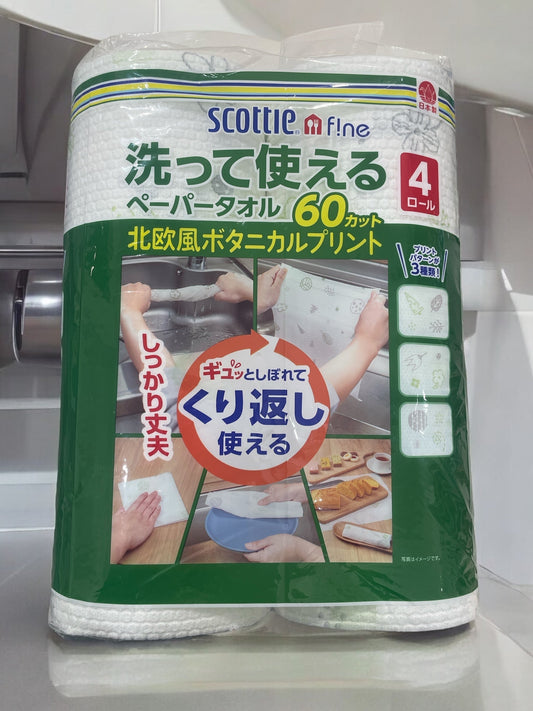 日本製
scottie® f!ne
洗って使える
ペーパータオル 60カット
4
ロール
北欧風ボタニカルプリント
プリント
パターンが
3種類!
しっかり丈夫
ギュッとしぼれて
くり返し
使える
写真はイメージです。